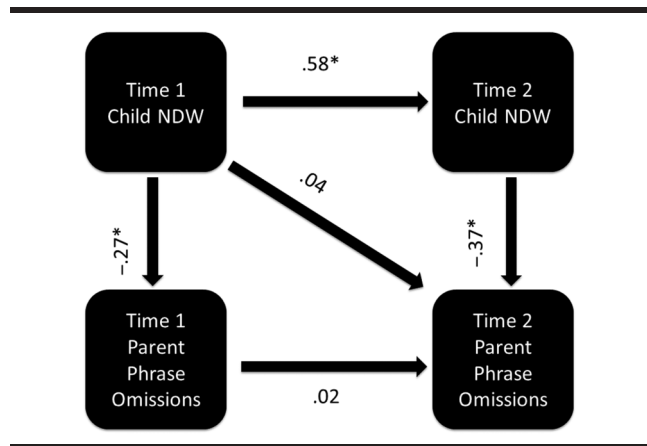 Time 1
Child NDW
.58*
Time 2
Child NDW
.04
–.27*
–.37*
Time 1
Parent
Phrase
Omissions
.02
Time 2
Parent
Phrase
Omissions